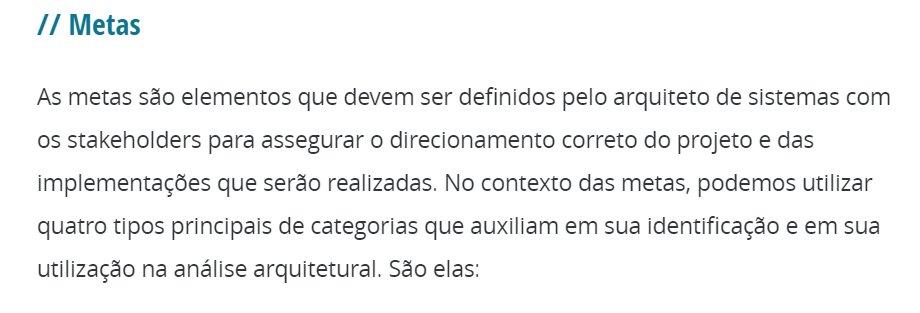 // Metas
As metas são elementos que devem ser definidos pelo arquiteto de sistemas com
os stakeholders para assegurar o direcionamento correto do projeto e das
implementações que serão realizadas. No contexto das metas, podemos utilizar
quatro tipos principais de categorias que auxiliam em sua identificação e em sua
utilização na análise arquitetural. São elas: